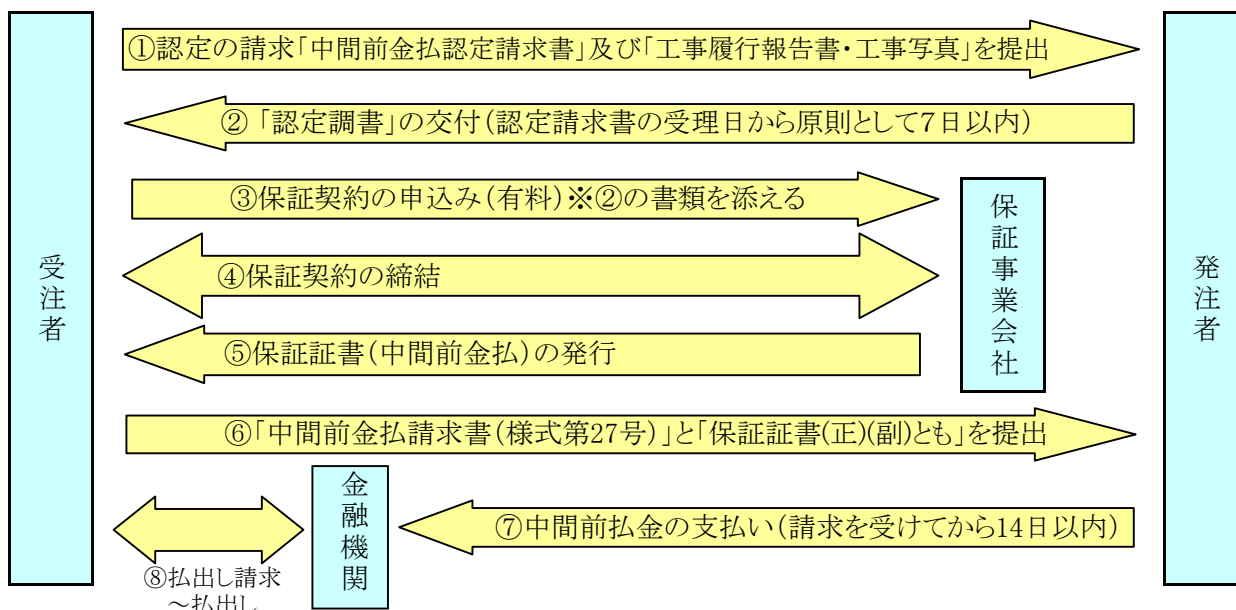 ①認定の請求「中間前金払認定請求書」及び「工事履行報告書・工事写真」を提出
②「認定調書」の交付(認定請求書の受理日から原則として7日以内)
③保証契約の申込み(有料)※②の書類を添える
④保証契約の締結
⑤保証証書(中間前金払)の発行
⑥「中間前金払請求書(様式第27号)」と「保証証書(正)(副)とも」を提出
⑦中間前払金の支払い(請求を受けてから14日以内)
⑧払出し請求
～払出し
受注者
保証事業会社
発注者
金融機関